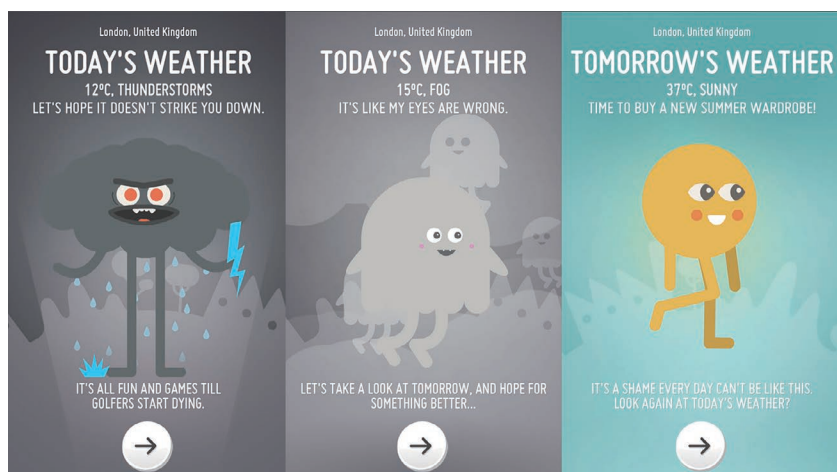 London, United Kingdom
TODAY'S WEATHER
12ºC, THUNDERSTORMS
LET'S HOPE IT DOESN'T STRIKE YOU DOWN.
IT'S ALL FUN AND GAMES TILL
GOLFERS START DYING.
London, United Kingdom
TODAY'S WEATHER
15ºC, FOG
IT'S LIKE MY EYES ARE WRONG.
LET'S TAKE A LOOK AT TOMORROW, AND HOPE FOR
SOMETHING BETTER...
London, United Kingdom
TOMORROW'S WEATHER
37ºC, SUNNY
TIME TO BUY A NEW SUMMER WARDROBE!
IT'S A SHAME EVERY DAY CAN'T BE LIKE THIS.
LOOK AGAIN AT TODAY'S WEATHER?